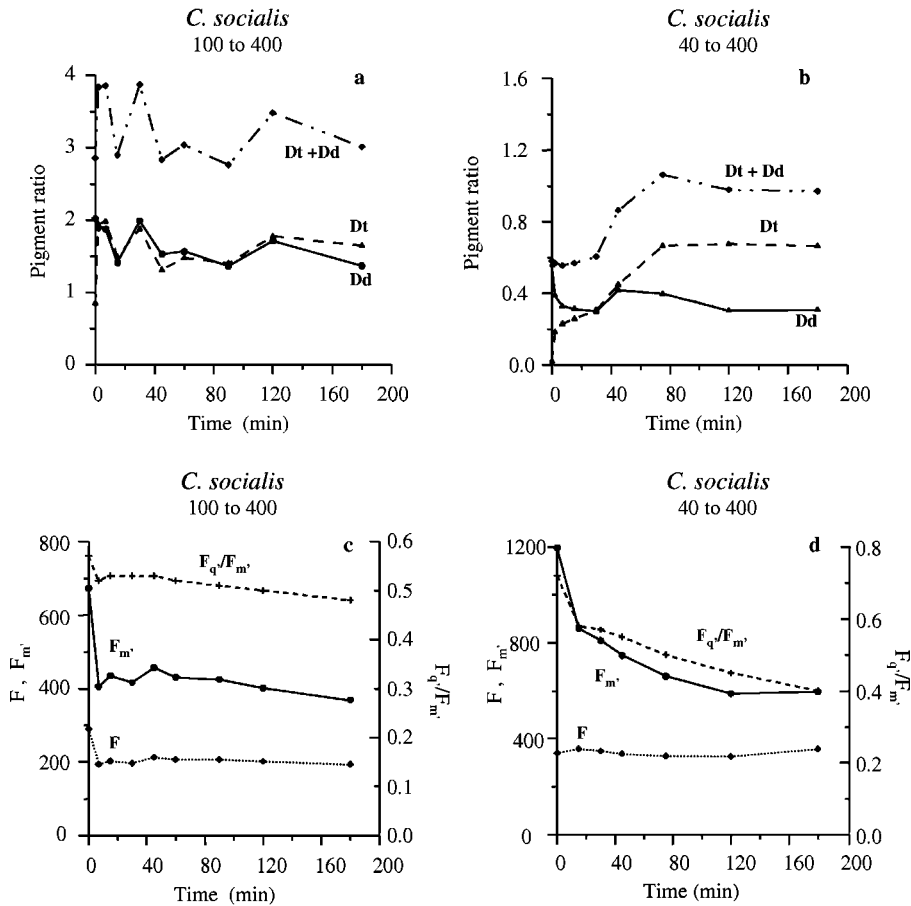 C. socialis
100 to 400
a
Pigment ratio
4
3
2
1
0
Dt +Dd
Dt
Dd
0 40 80 120 160 200
Time (min)
C. socialis
40 to 400
b
Pigment ratio
1.6
1.2
0.8
0.4
0.0
Dt + Dd
Dt
Dd
0 40 80 120 160 200
Time (min)
C. socialis
100 to 400
c
F , Fm'
800
600
400
200
0
Fq'/Fm'
Fm'
F
0.6
0.5
0.4
0.3
0.2
0.1
0.0
Fq'/Fm'
0 40 80 120 160 200
Time (min)
C. socialis
40 to 400
d
F , Fm'
1200
800
400
0
Fq'/Fm'
Fm'
F
0.8
0.6
0.4
0.2
0.0
Fq'/Fm'
0 40 80 120 160 200
Time (min)